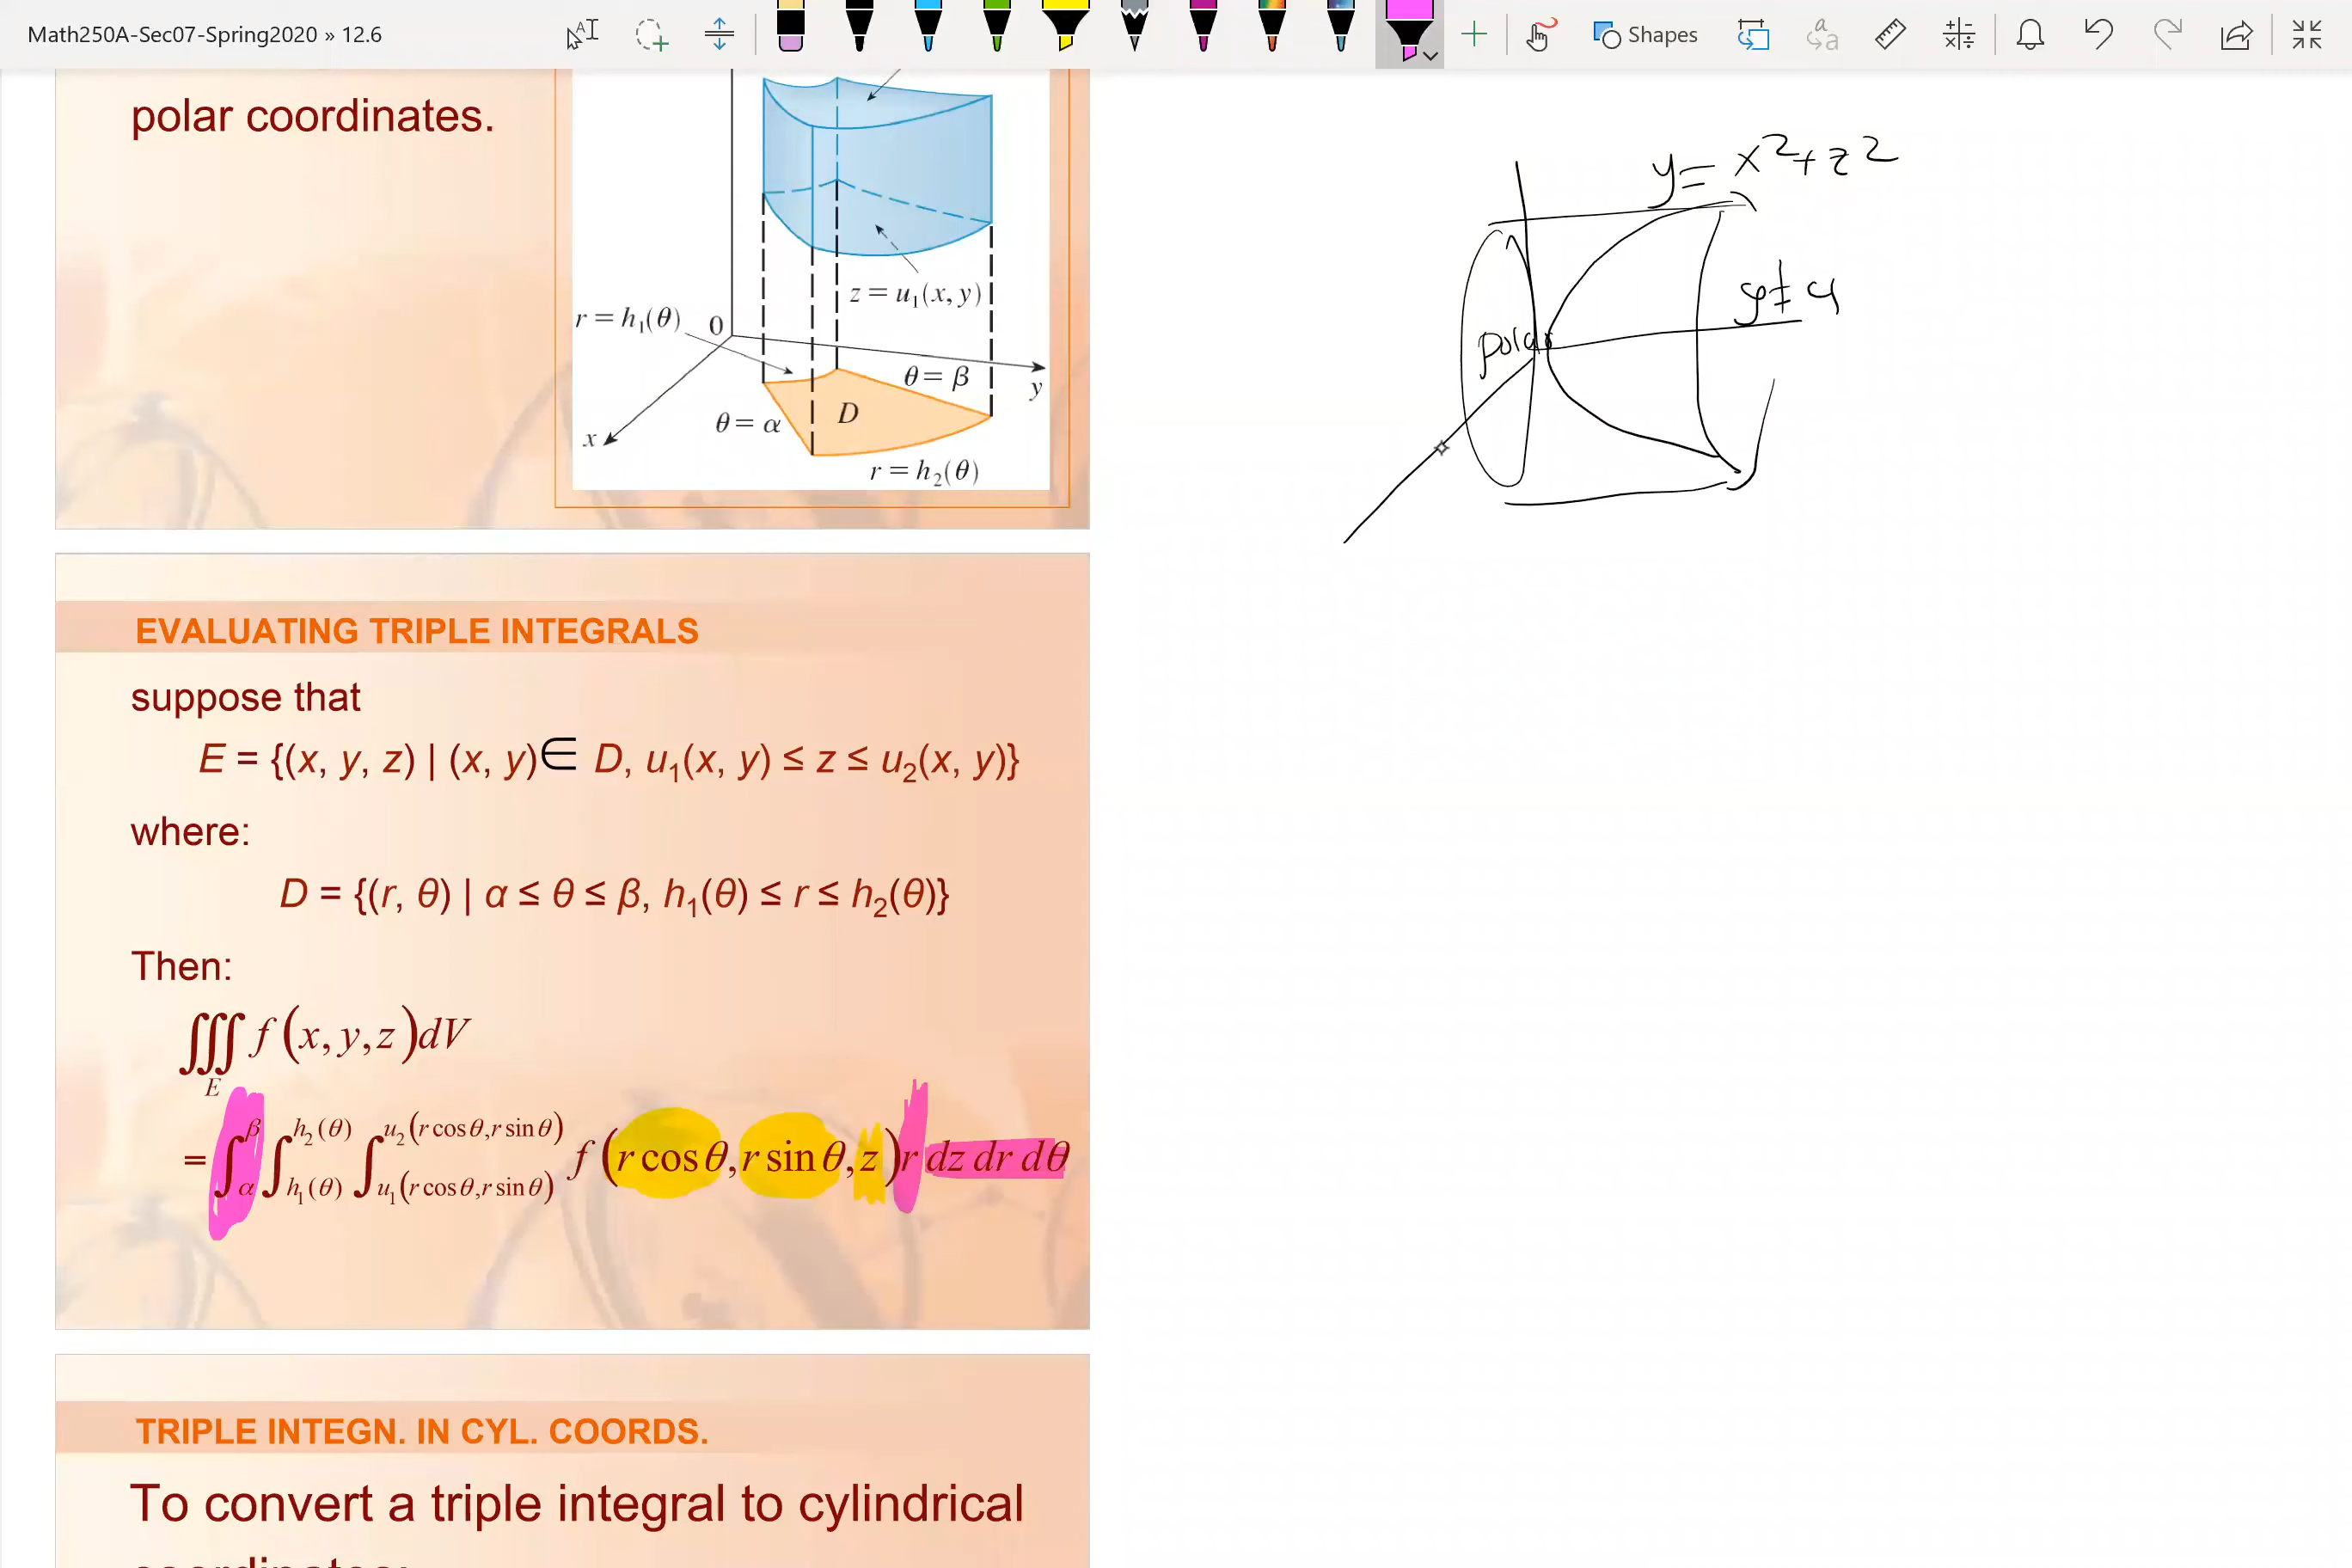 Math250A-Sec07-Spring2020 » 12.6
Shapes
polar coordinates.
z = u₁(x, y)
r = h₁(θ)
0
θ = β
y
D
θ = α
x
r = h₂(θ)
EVALUATING TRIPLE INTEGRALS
suppose that
E = {(x, y, z) | (x, y) ∈ D, u₁(x, y) ≤ z ≤ u₂(x, y)}
where:
D = {(r, θ) | α ≤ θ ≤ β, h₁(θ) ≤ r ≤ h₂(θ)}
Then:
∭_E f(x, y, z)dV
= ∫_α^β ∫_{h₁(θ)}^{h₂(θ)} ∫_{u₁(r cos θ, r sin θ)}^{u₂(r cos θ, r sin θ)} f(r cos θ, r sin θ, z) r dz dr dθ
TRIPLE INTEGN. IN CYL. COORDS.
To convert a triple integral to cylindrical
y = x² + z²
polar